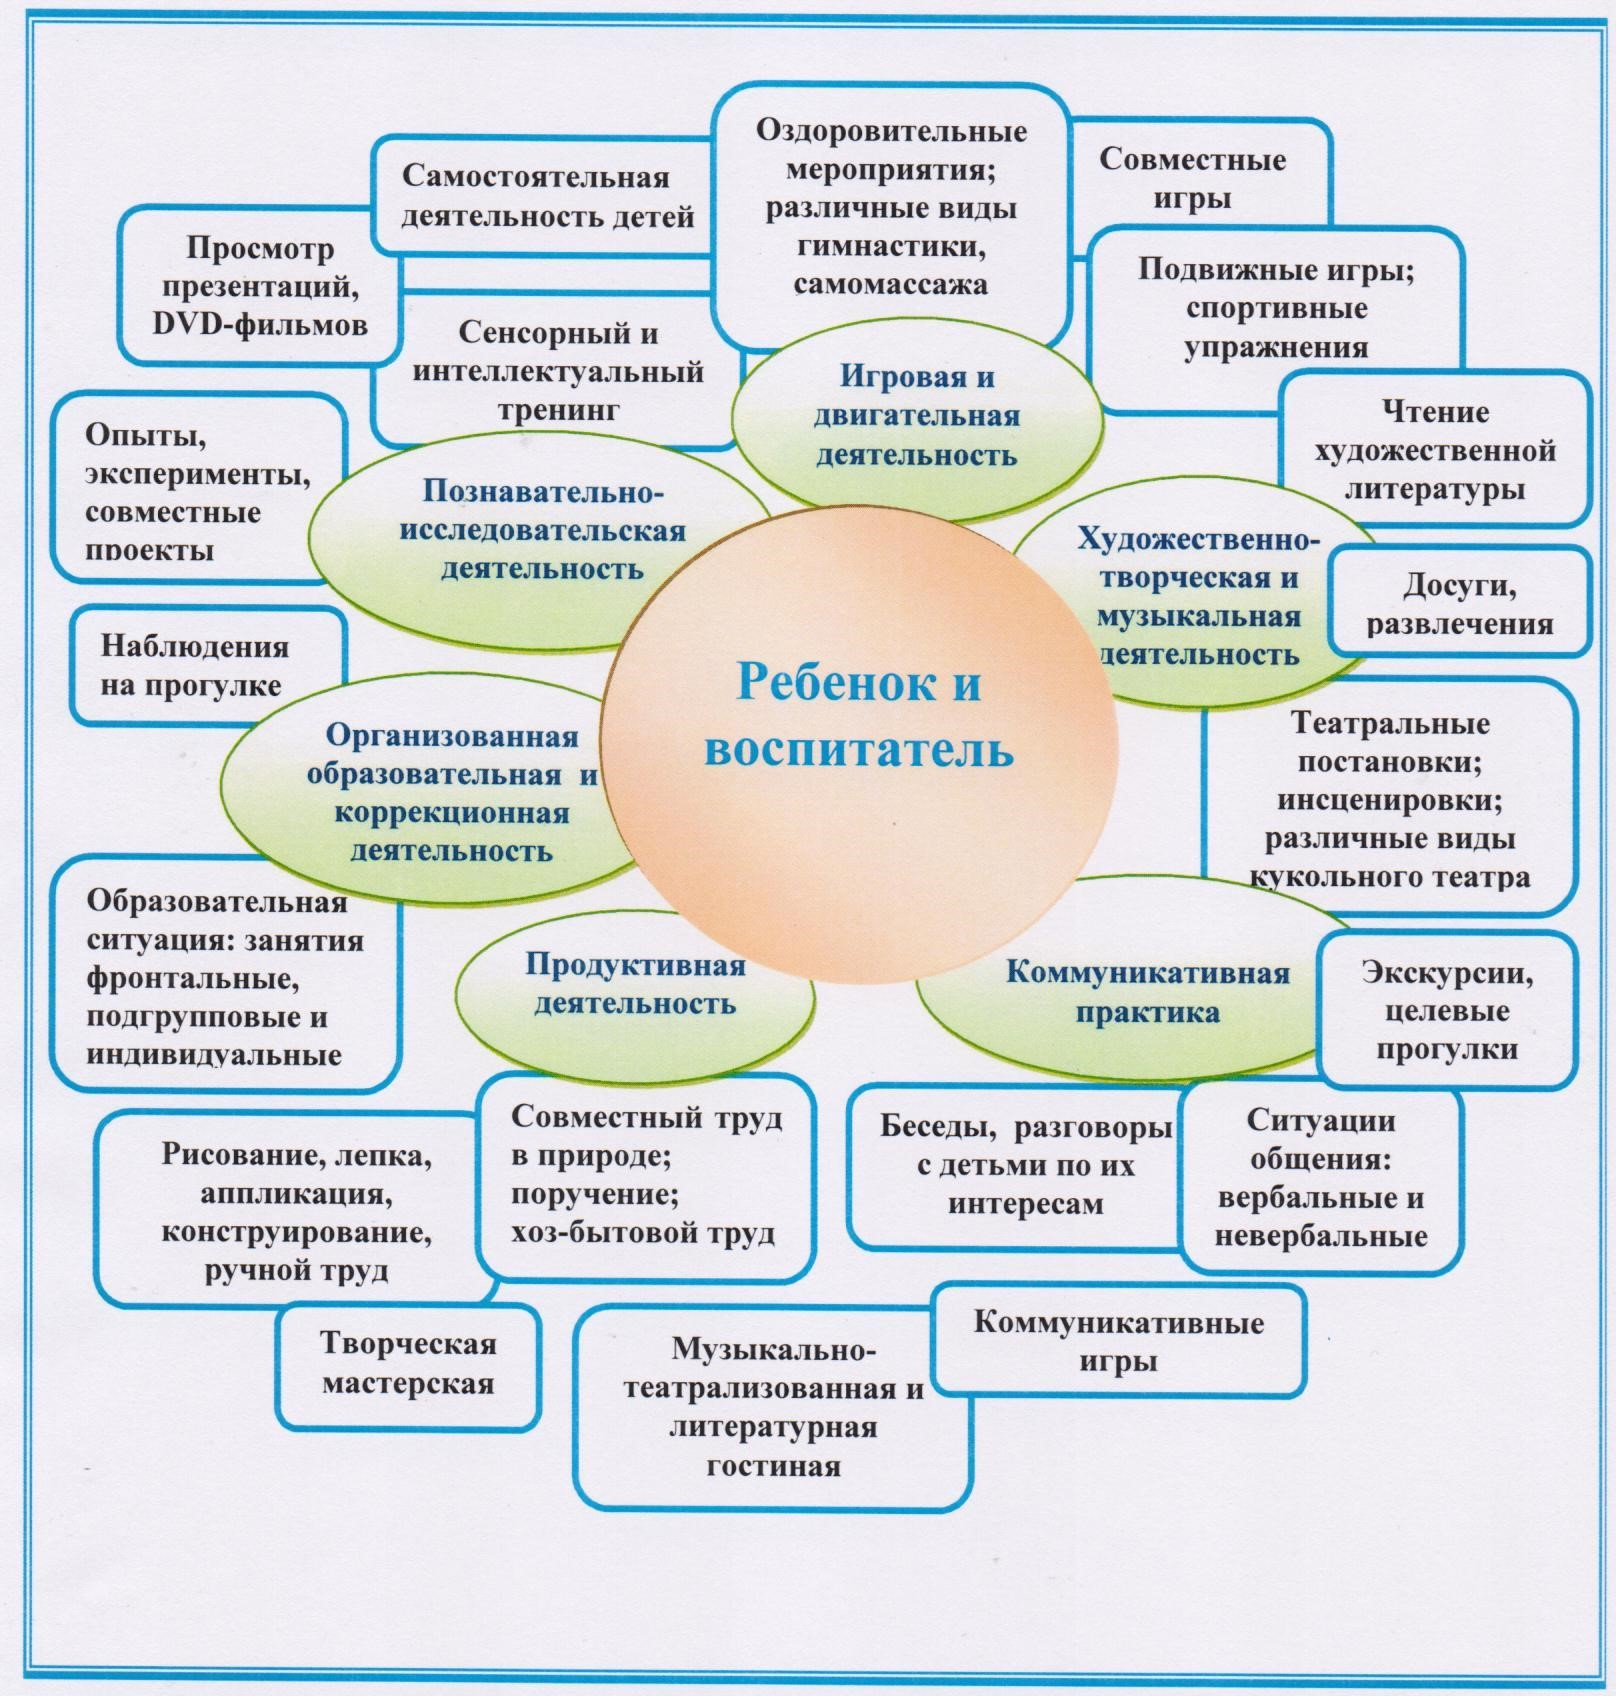 Оздоровительные
мероприятия;
различные виды
гимнастики,
самомассажа
Совместные
игры
Самостоятельная
деятельность детей
Просмотр
презентаций,
DVD-фильмов
Подвижные игры;
спортивные
упражнения
Сенсорный и
интеллектуальный
тренинг
Игровая и
двигательная
деятельность
Чтение
художественной
литературы
Опыты,
эксперименты,
совместные
проекты
Познавательно-
исследовательская
деятельность
Художественно-
творческая и
музыкальная
деятельность
Досуги,
развлечения
Наблюдения
на прогулке
Ребенок и
воспитатель
Организованная
образовательная и
коррекционная
деятельность
Театральные
постановки;
инсценировки;
различные виды
кукольного театра
Образовательная
ситуация: занятия
фронтальные,
подгрупповые и
индивидуальные
Продуктивная
деятельность
Коммуникативная
практика
Экскурсии,
целевые
прогулки
Рисование, лепка,
аппликация,
конструирование,
ручной труд
Совместный труд
в природе;
поручение;
хоз-бытовой труд
Беседы, разговоры
с детьми по их
интересам
Ситуации
общения:
вербальные и
невербальные
Творческая
мастерская
Музыкально-
театрализованная и
литературная
гостиная
Коммуникативные
игры